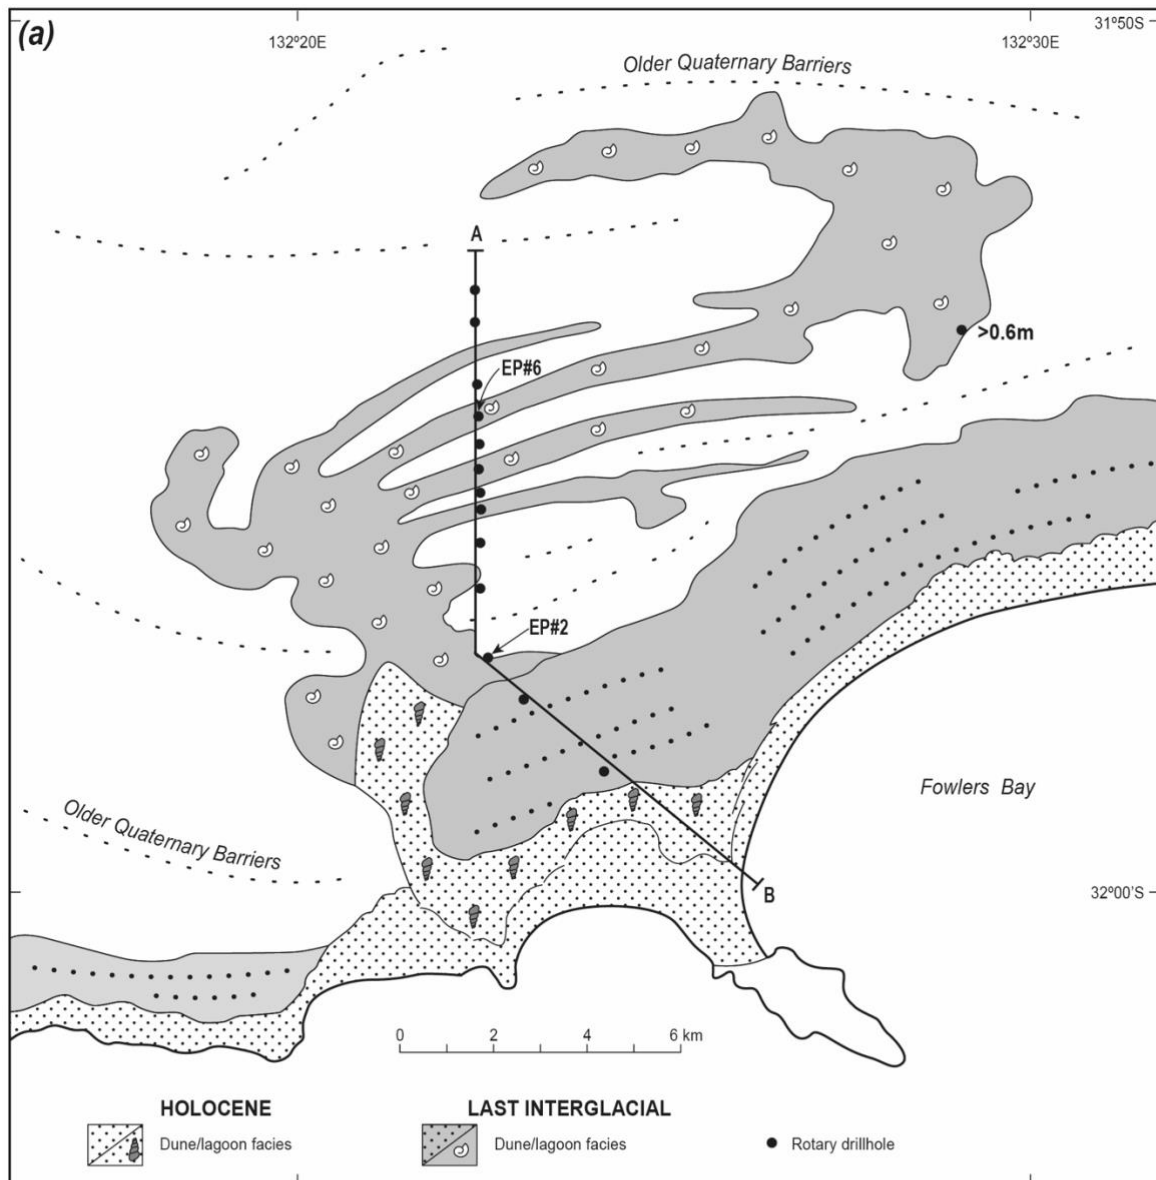 (a)
132º20E
132º30E
31º50S
Older Quaternary Barriers
A
>0.6m
EP#6
EP#2
Fowlers Bay
Older Quaternary Barriers
B
32º00'S
0 2 4 6 km
HOLOCENE
Dune/lagoon facies
LAST INTERGLACIAL
Dune/lagoon facies
Rotary drillhole